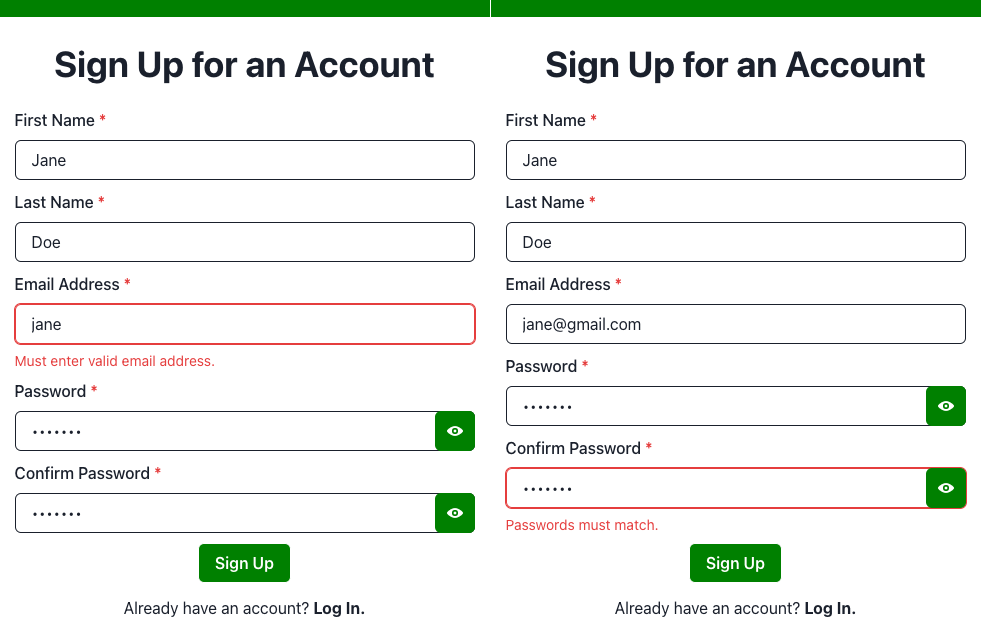 Sign Up for an Account
First Name *
Jane
Last Name *
Doe
Email Address *
jane
Must enter valid email address.
Password *
•••••••
Confirm Password *
•••••••
Sign Up
Already have an account? Log In.
Sign Up for an Account
First Name *
Jane
Last Name *
Doe
Email Address *
jane@gmail.com
Password *
•••••••
Confirm Password *
•••••••
Passwords must match.
Sign Up
Already have an account? Log In.